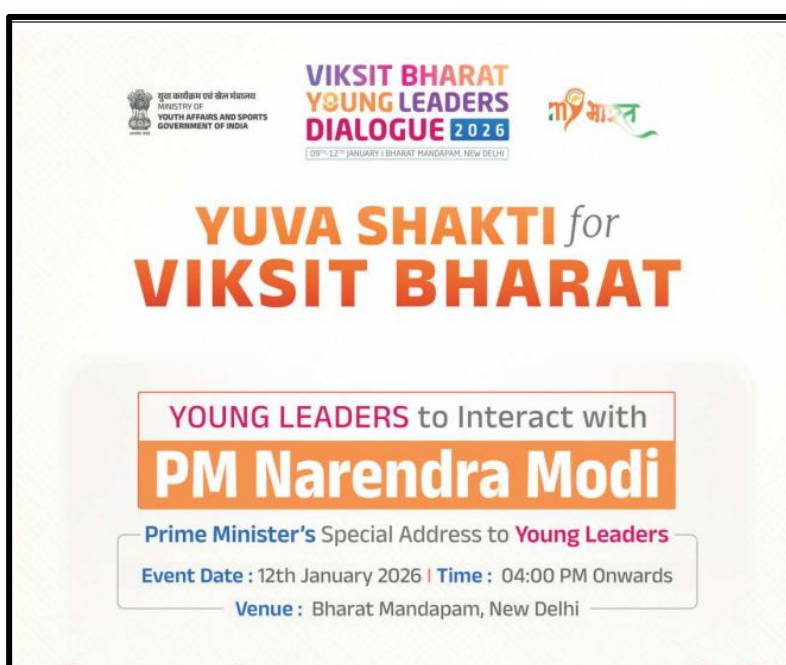 युवा कार्यक्रम एवं खेल मंत्रालय
MINISTRY OF
YOUTH AFFAIRS AND SPORTS
GOVERNMENT OF INDIA
VIKSIT BHARAT
YOUNG LEADERS
DIALOGUE 2026
09TH-12TH JANUARY | BHARAT MANDAPAM, NEW DELHI
my भारत
YUVA SHAKTI for
VIKSIT BHARAT
YOUNG LEADERS to Interact with
PM Narendra Modi
Prime Minister's Special Address to Young Leaders
Event Date : 12th January 2026 | Time : 04:00 PM Onwards
Venue : Bharat Mandapam, New Delhi